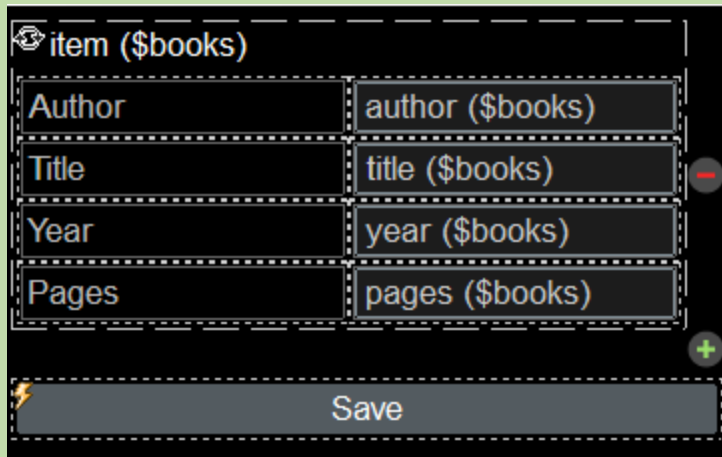 item ($books)
Author author ($books)
Title title ($books)
Year year ($books)
Pages pages ($books)
Save